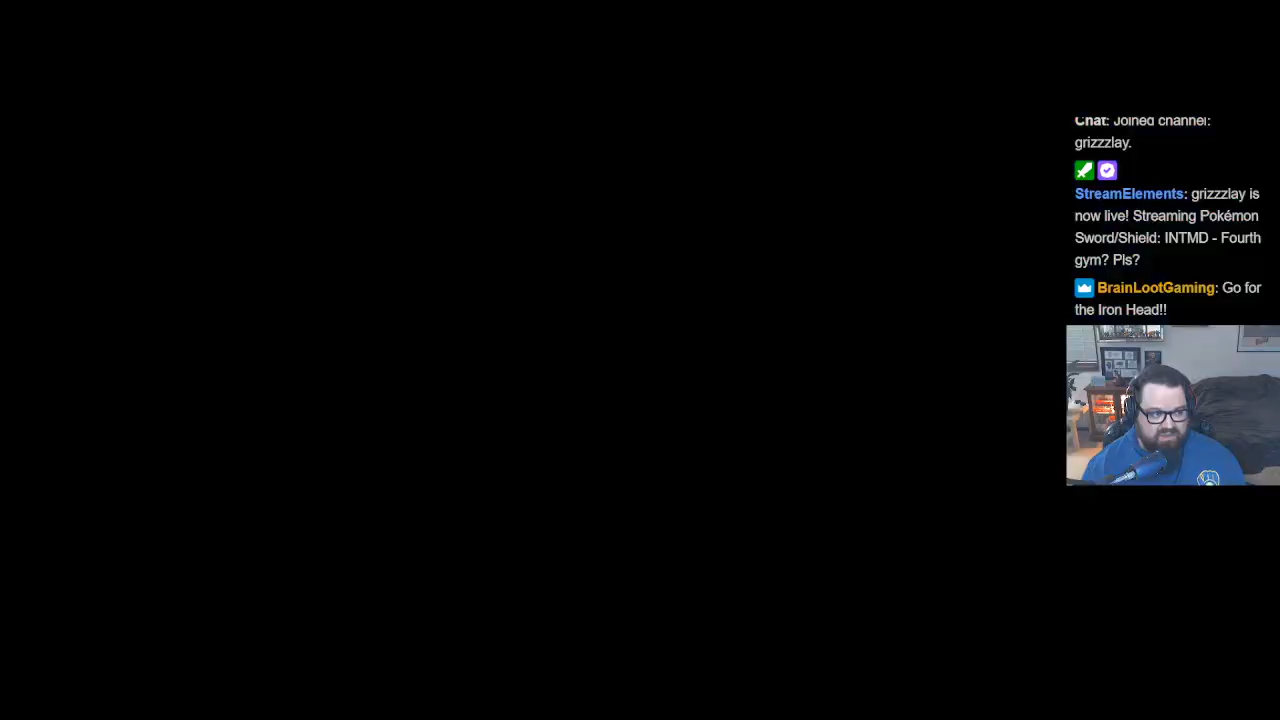 Chat: Joined channel:
grizzzlay.
StreamElements: grizzzlay is
now live! Streaming Pokémon
Sword/Shield: INTMD - Fourth
gym? Pls?
BrainLootGaming: Go for
the Iron Head!!